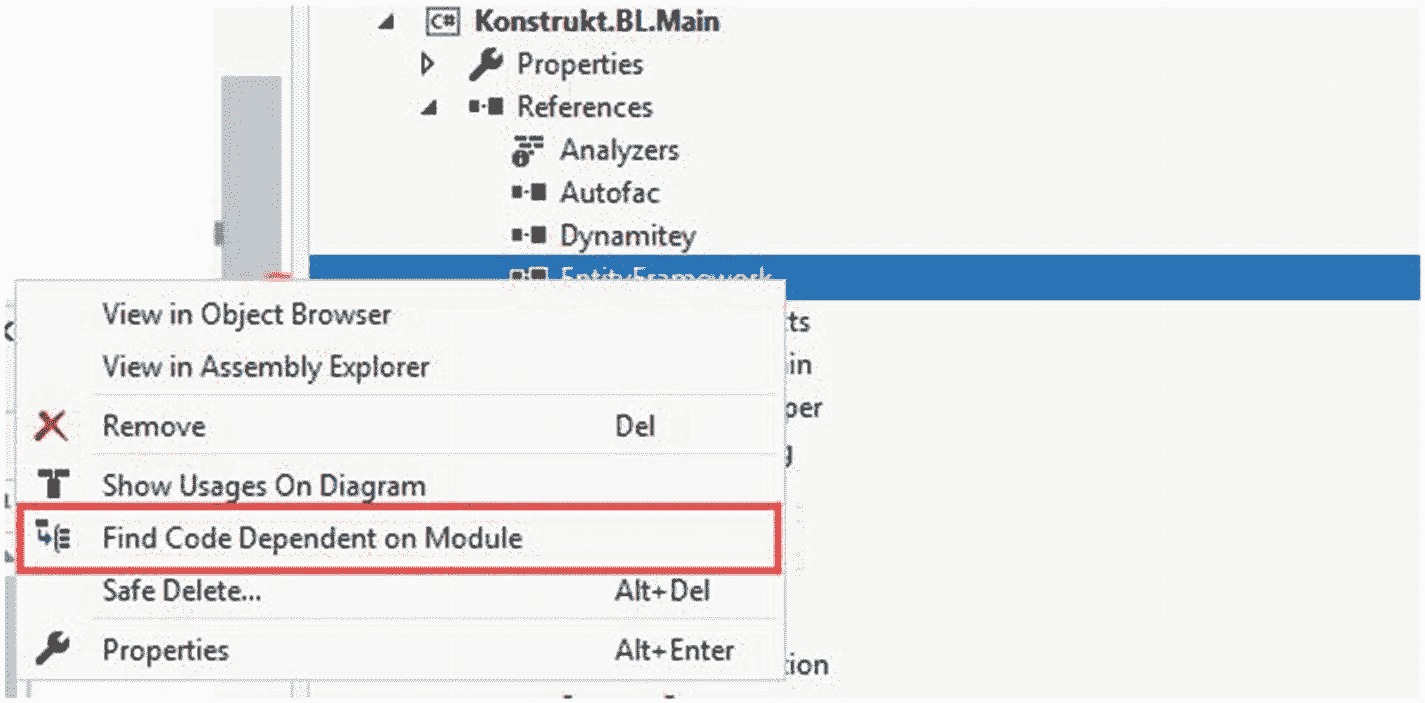 Konstrukt.BL.Main
Properties
References
Analyzers
Autofac
Dynamitey
EntityFramework
View in Object Browser
ts
View in Assembly Explorer
in
Remove Del
per
g
Show Usages On Diagram
Find Code Dependent on Module
Safe Delete... Alt+Del
Properties Alt+Enter
tion